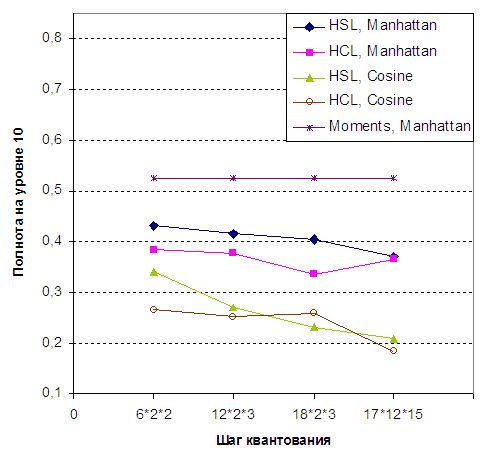 HSL, Manhattan
HCL, Manhattan
HSL, Cosine
HCL, Cosine
Moments, Manhattan
Полнота на уровне 10
0,8
0,7
0,6
0,5
0,4
0,3
0,2
0,1
0 6*2*2 12*2*3 18*2*3 17*12*15
Шаг квантования